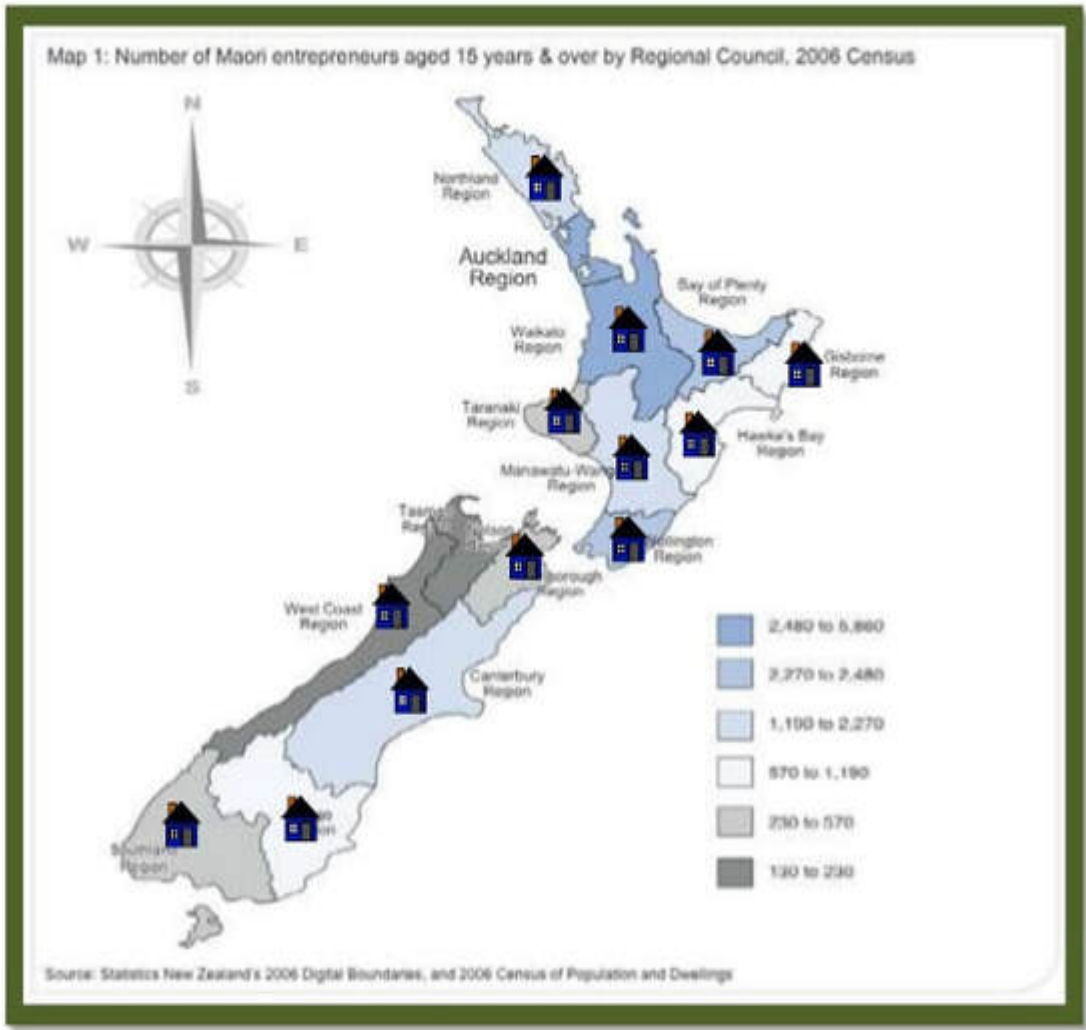 Map 1: Number of Maori entrepreneurs aged 15 years & over by Regional Council, 2006 Census
N
W
E
S
Northland
Region
Auckland
Region
Bay of Plenty
Region
Waikato
Region
Gisborne
Region
Taranaki
Region
Hawke's Bay
Region
Manawatu-Wang
Region
Region
West Coast
Region
Region
Canterbury
Region
Southland
Region
2,480 to 5,860
2,270 to 2,480
1,190 to 2,270
570 to 1,190
230 to 570
130 to 230
Source: Statistics New Zealand's 2006 Digital Boundaries, and 2006 Census of Population and Dwellings